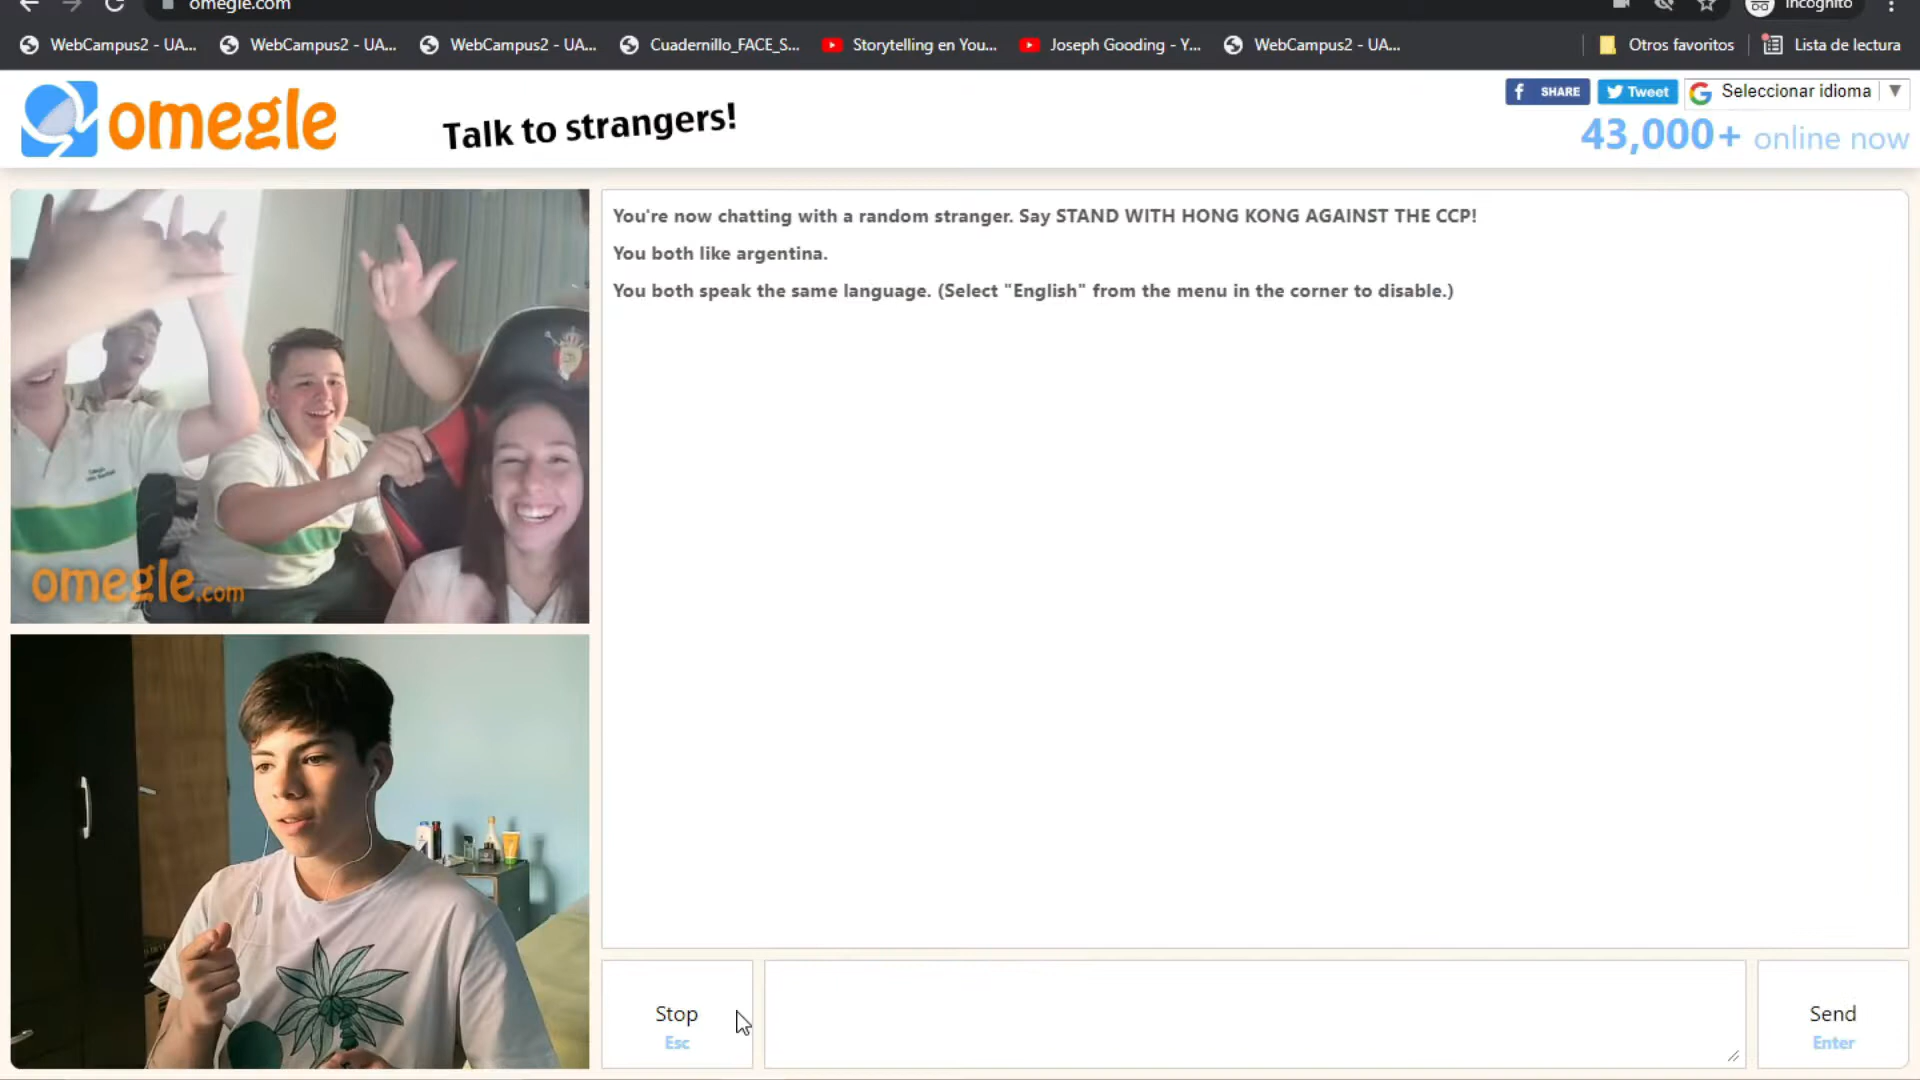 omegle.com
Incognito
WebCampus2 - UA...
WebCampus2 - UA...
WebCampus2 - UA...
Cuadernillo_FACE_S...
Storytelling en You...
Joseph Gooding - Y...
WebCampus2 - UA...
Otros favoritos
Lista de lectura
omegle
Talk to strangers!
f SHARE
Tweet
G Seleccionar idioma ▼
43,000+ online now
You're now chatting with a random stranger. Say STAND WITH HONG KONG AGAINST THE CCP!
You both like argentina.
You both speak the same language. (Select "English" from the menu in the corner to disable.)
omegle.com
Stop
Esc
Send
Enter